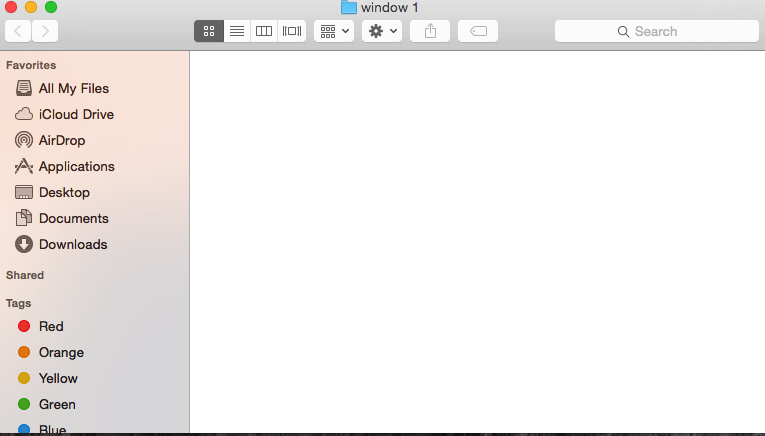 window 1
Search
Favorites
All My Files
iCloud Drive
AirDrop
Applications
Desktop
Documents
Downloads
Shared
Tags
Red
Orange
Yellow
Green
Blue